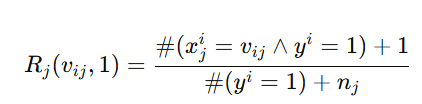 R_j(v_{ij}, 1) = \frac{\#(x_j^i = v_{ij} \wedge y^i = 1) + 1}{\#(y^i = 1) + n_j}